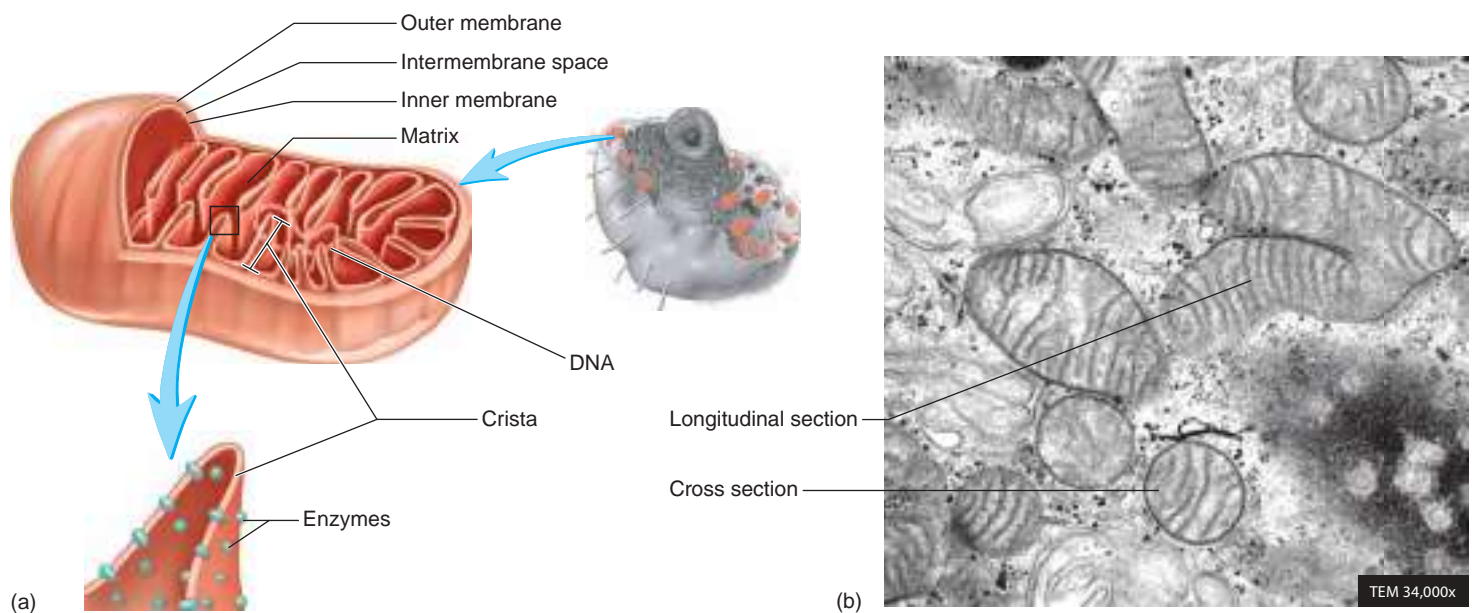 Outer membrane
Intermembrane space
Inner membrane
Matrix
DNA
Crista
Enzymes
(a)
Longitudinal section
Cross section
(b)
TEM 34,000x